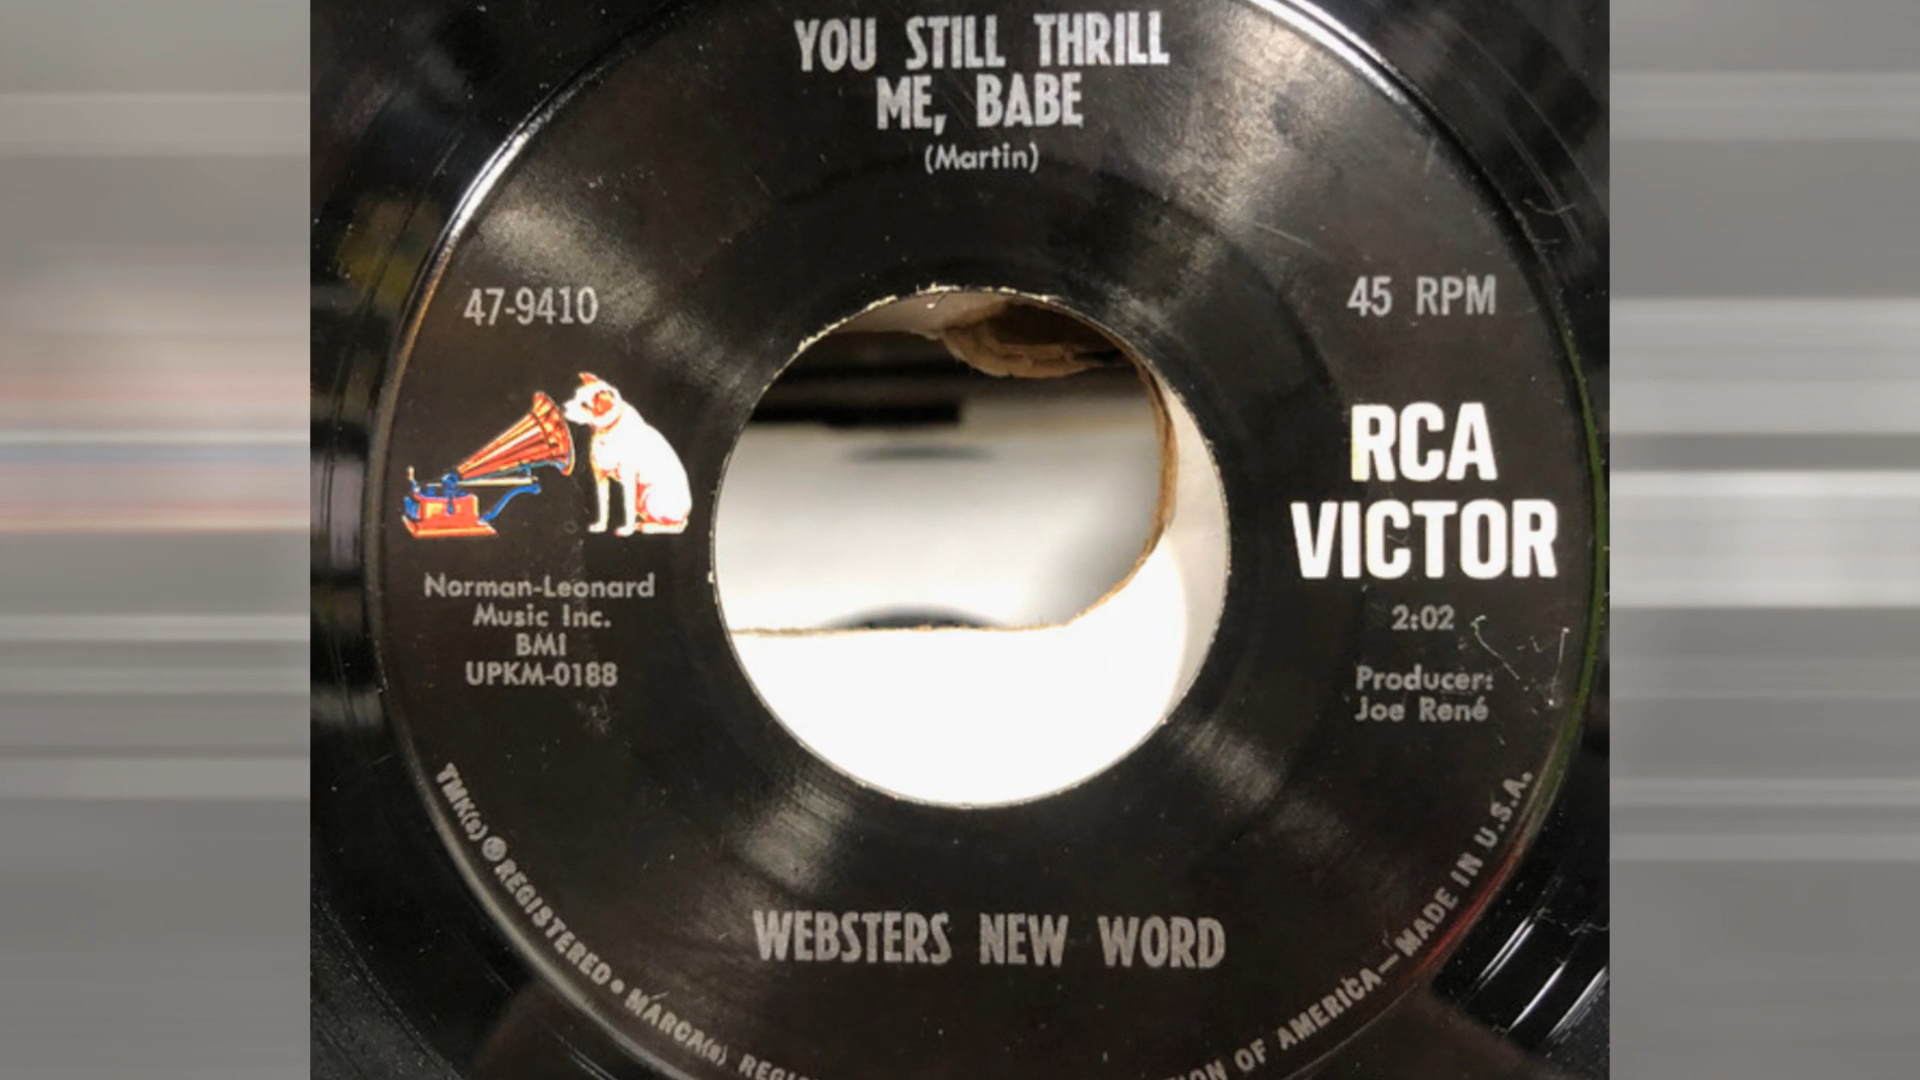 YOU STILL THRILL
ME, BABE
(Martin)
47-9410
45 RPM
RCA
VICTOR
Norman-Leonard
Music Inc.
BMI
UPKM-0188
2:02
Producer:
Joe René
WEBSTERS NEW WORD
TMK(s) ® REGISTERED • MARCA(s)
OF AMERICA—MADE IN U.S.A.